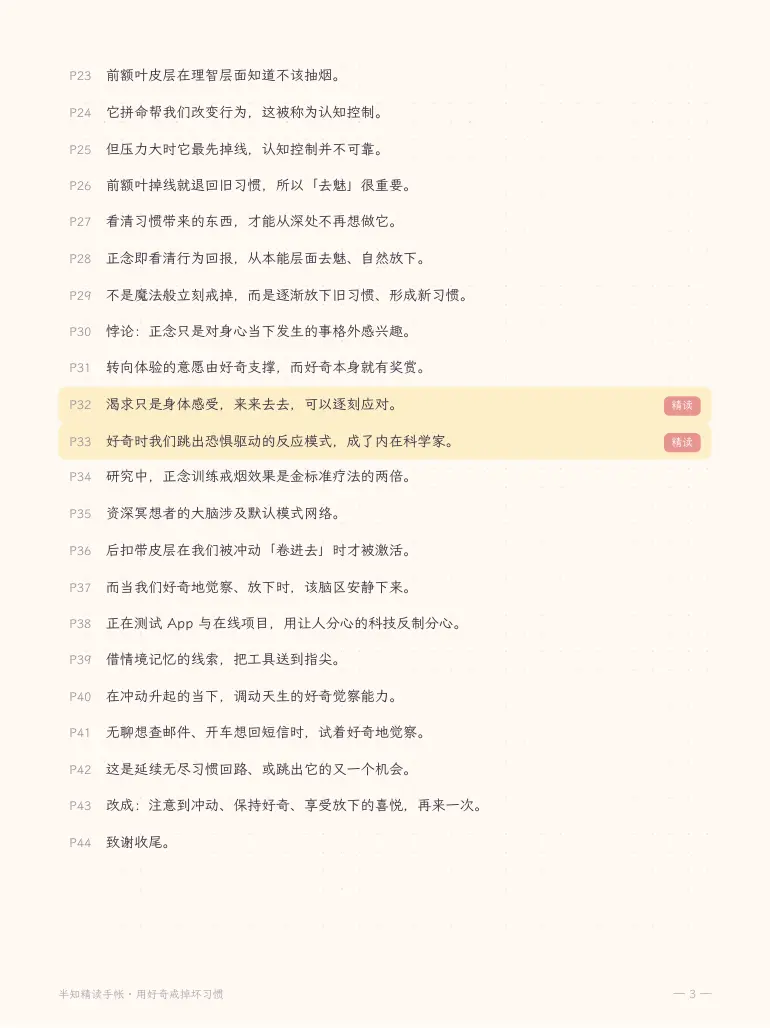 P23 前额叶皮层在理智层面知道不该抽烟。
P24 它拼命帮我们改变行为，这被称为认知控制。
P25 但压力大时它最先掉线，认知控制并不可靠。
P26 前额叶掉线就退回旧习惯，所以「去魅」很重要。
P27 看清习惯带来的东西，才能从深处不再想做它。
P28 正念即看清行为回报，从本能层面去魅、自然放下。
P29 不是魔法般立刻戒掉，而是逐渐放下旧习惯、形成新习惯。
P30 悖论：正念只是对身心当下发生的事格外感兴趣。
P31 转向体验的意愿由好奇支撑，而好奇本身就有奖赏。
P32 渴求只是身体感受，来来去去，可以逐刻应对。 精读
P33 好奇时我们跳出恐惧驱动的反应模式，成了内在科学家。 精读
P34 研究中，正念训练戒烟效果是金标准疗法的两倍。
P35 资深冥想者的大脑涉及默认模式网络。
P36 后扣带皮层在我们被冲动「卷进去」时才被激活。
P37 而当我们好奇地觉察、放下时，该脑区安静下来。
P38 正在测试 App 与在线项目，用让人分心的科技反制分心。
P39 借情境记忆的线索，把工具送到指尖。
P40 在冲动升起的当下，调动天生的好奇觉察能力。
P41 无聊想查邮件、开车想回短信时，试着好奇地觉察。
P42 这是延续无尽习惯回路、或跳出它的又一个机会。
P43 改成：注意到冲动、保持好奇、享受放下的喜悦，再来一次。
P44 致谢收尾。
半知精读手帐·用好奇戒掉坏习惯 — 3 —